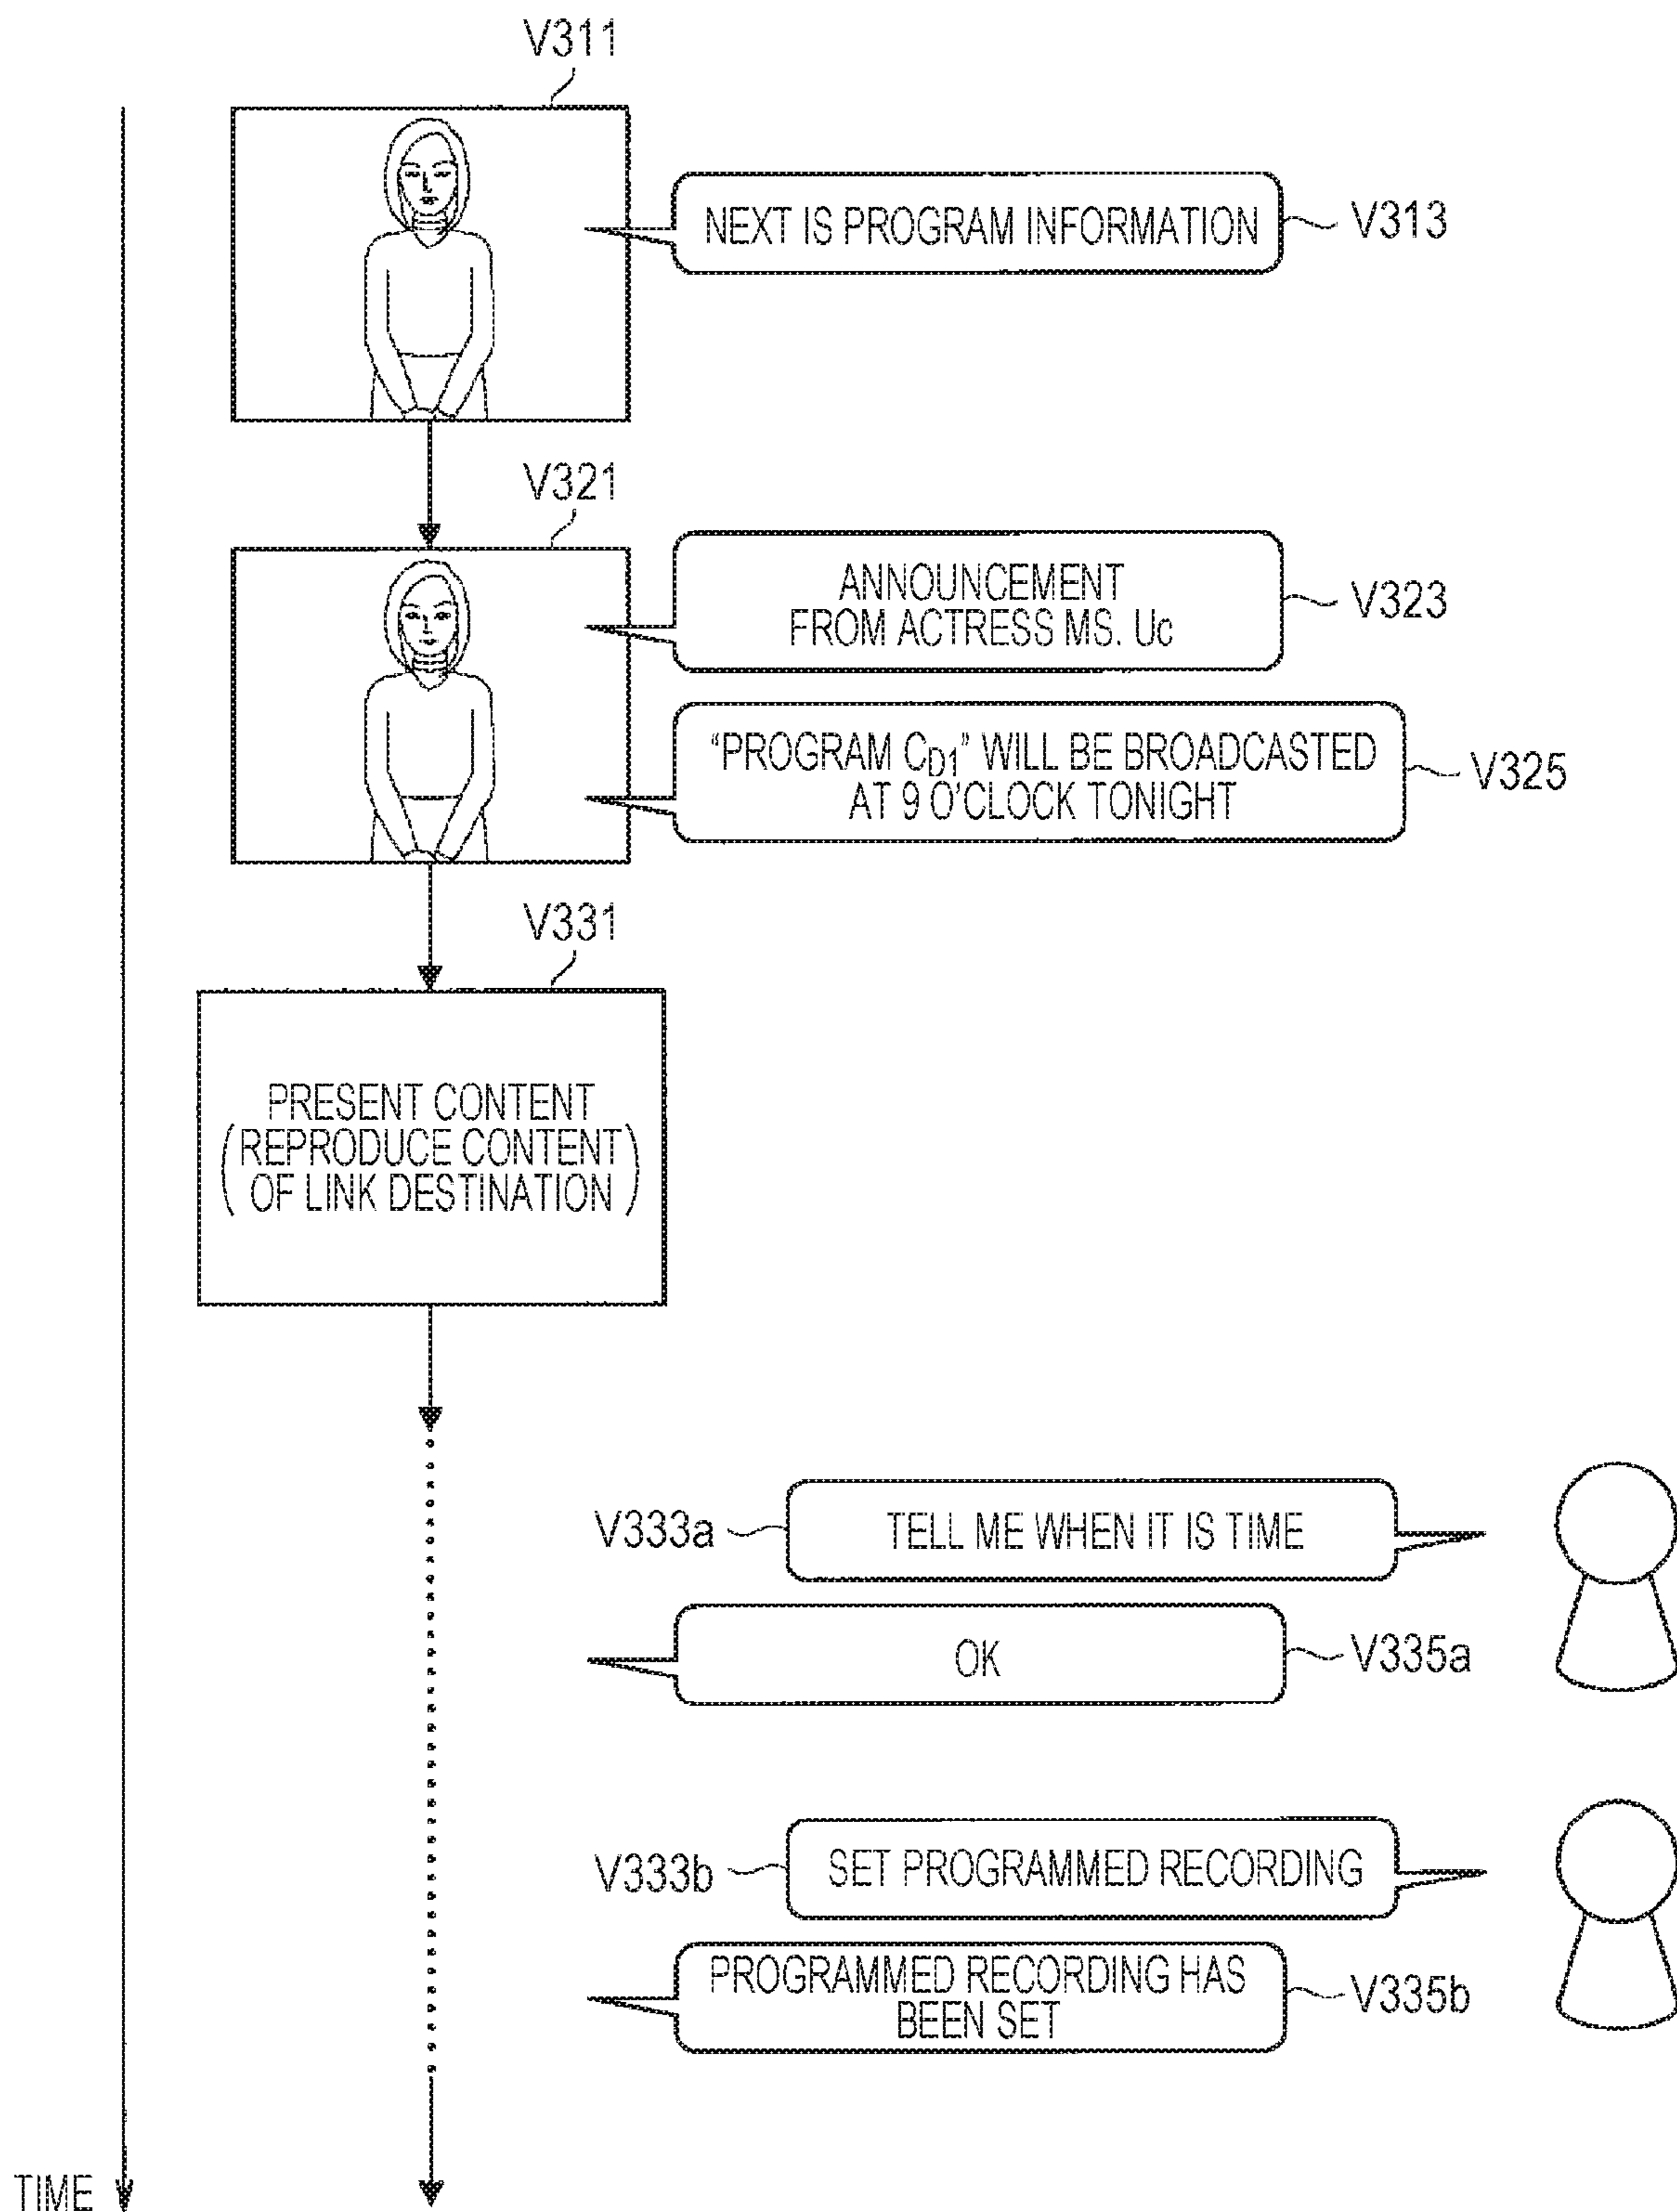 V311
NEXT IS PROGRAM INFORMATION
V313
V321
ANNOUNCEMENT
FROM ACTRESS MS. Uc
V323
"PROGRAM CD1" WILL BE BROADCASTED
AT 9 O'CLOCK TONIGHT
V325
V331
PRESENT CONTENT
(REPRODUCE CONTENT
OF LINK DESTINATION)
V333a
TELL ME WHEN IT IS TIME
OK
V335a
V333b
SET PROGRAMMED RECORDING
PROGRAMMED RECORDING HAS
BEEN SET
V335b
TIME